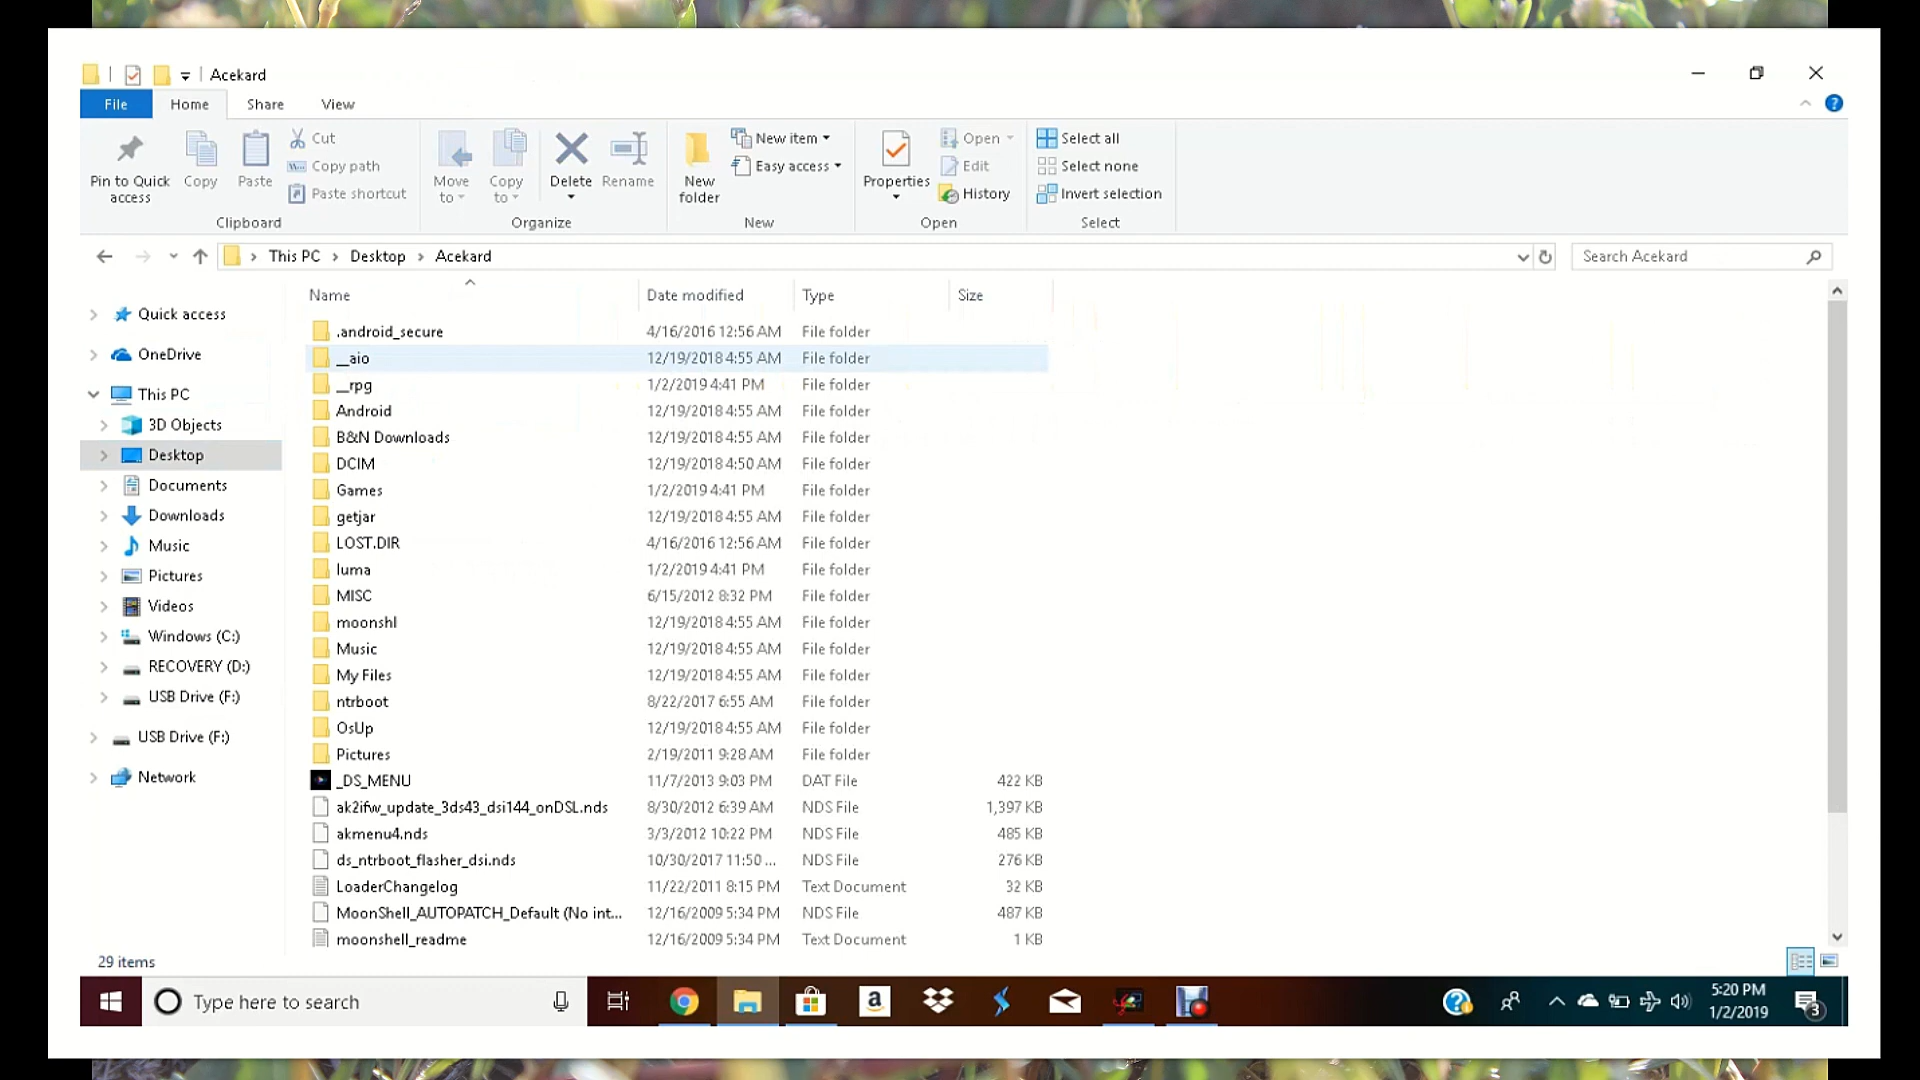 Acekard
File Home Share View
Pin to Quick access
Copy
Paste
Cut
Copy path
Paste shortcut
Clipboard
Move to
Copy to
Delete
Rename
Organize
New folder
New item
Easy access
New
Properties
Open
Edit
History
Open
Select all
Select none
Invert selection
Select
This PC > Desktop > Acekard
Search Acekard
Quick access
OneDrive
This PC
3D Objects
Desktop
Documents
Downloads
Music
Pictures
Videos
Windows (C:)
RECOVERY (D:)
USB Drive (F:)
USB Drive (F:)
Network
Name Date modified Type Size
.android_secure 4/16/2016 12:56 AM File folder
__aio 12/19/2018 4:55 AM File folder
__rpg 1/2/2019 4:41 PM File folder
Android 12/19/2018 4:55 AM File folder
B&N Downloads 12/19/2018 4:55 AM File folder
DCIM 12/19/2018 4:50 AM File folder
Games 1/2/2019 4:41 PM File folder
getjar 12/19/2018 4:55 AM File folder
LOST.DIR 4/16/2016 12:56 AM File folder
luma 1/2/2019 4:41 PM File folder
MISC 6/15/2012 8:32 PM File folder
moonshl 12/19/2018 4:55 AM File folder
Music 12/19/2018 4:55 AM File folder
My Files 12/19/2018 4:55 AM File folder
ntrboot 8/22/2017 6:55 AM File folder
OsUp 12/19/2018 4:55 AM File folder
Pictures 2/19/2011 9:28 AM File folder
_DS_MENU 11/7/2013 9:03 PM DAT File 422 KB
ak2ifw_update_3ds43_dsi144_onDSL.nds 8/30/2012 6:39 AM NDS File 1,397 KB
akmenu4.nds 3/3/2012 10:22 PM NDS File 485 KB
ds_ntrboot_flasher_dsi.nds 10/30/2017 11:50 ... NDS File 276 KB
LoaderChangelog 11/22/2011 8:15 PM Text Document 32 KB
MoonShell_AUTOPATCH_Default (No int... 12/16/2009 5:34 PM NDS File 487 KB
moonshell_readme 12/16/2009 5:34 PM Text Document 1 KB
29 items
Type here to search
5:20 PM
1/2/2019
3